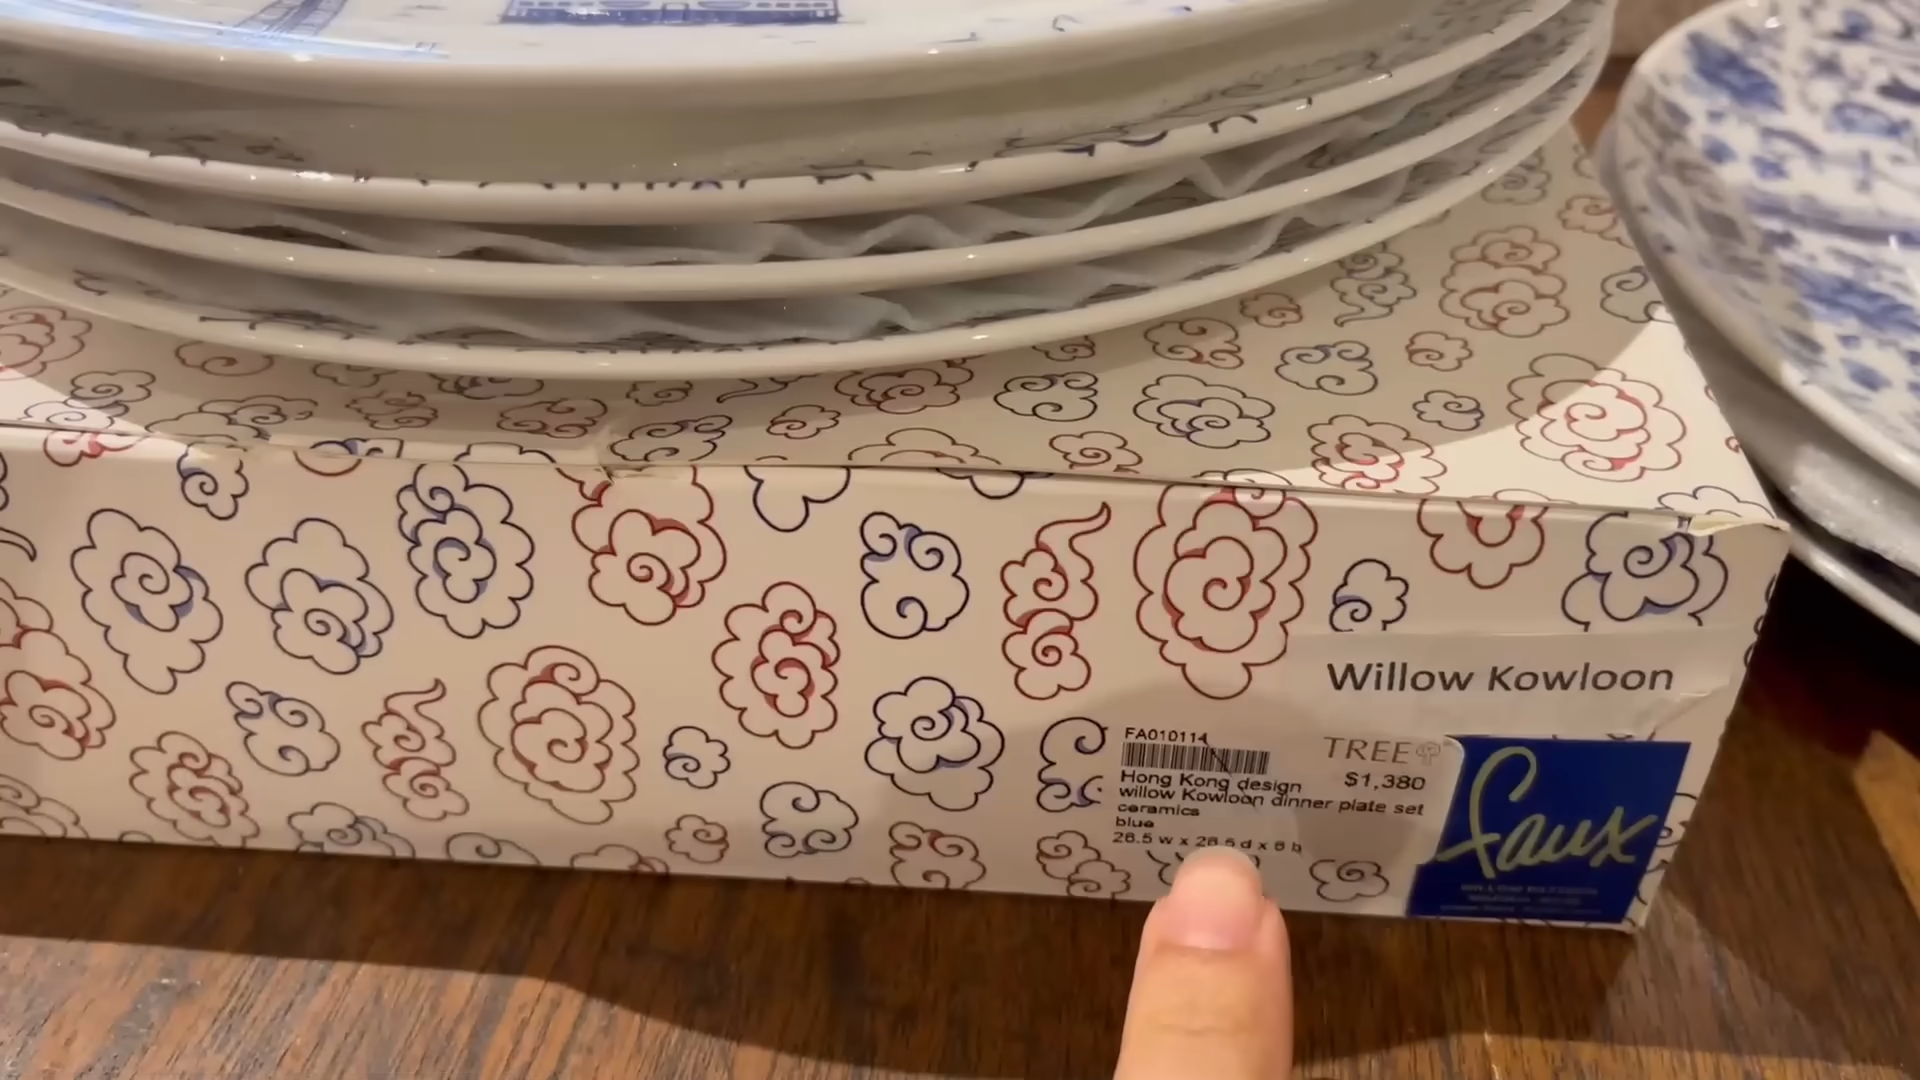 Willow Kowloon
FA010114
TREE
$1,380
Hong Kong design
willow Kowloon dinner plate set
ceramics
blue
26.5 w x 26.5 d x 6 h
faux